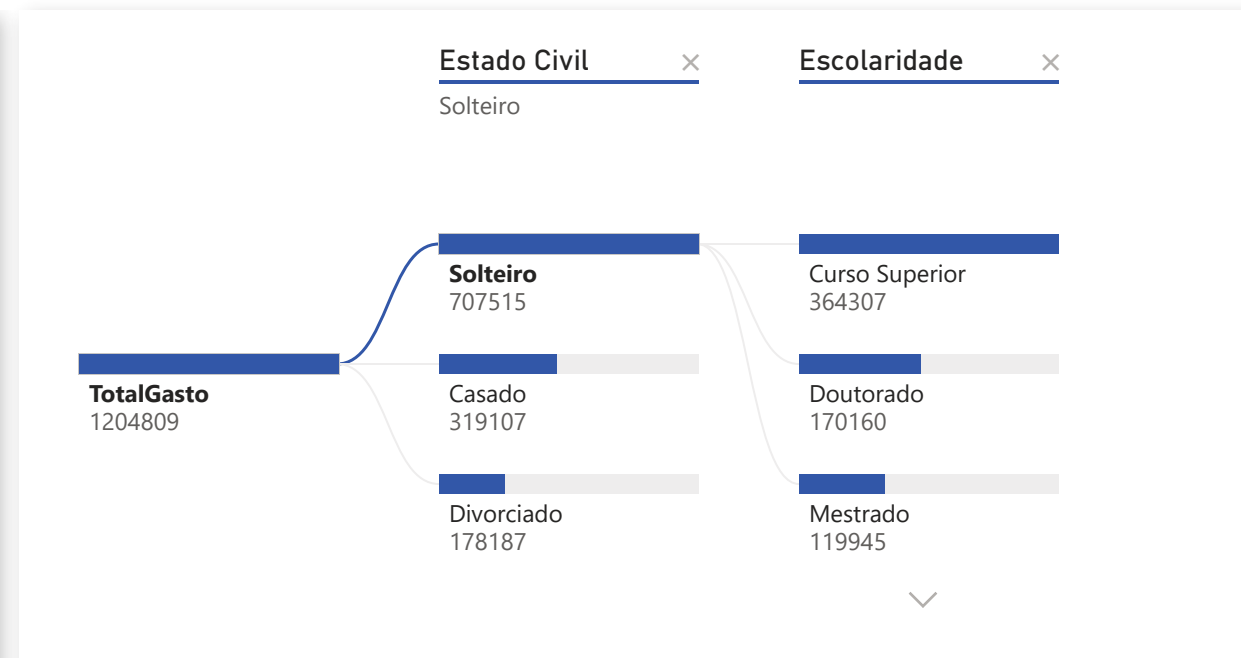 Estado Civil
Escolaridade
Solteiro
Solteiro
707515
Curso Superior
364307
TotalGasto
1204809
Casado
319107
Doutorado
170160
Divorciado
178187
Mestrado
119945